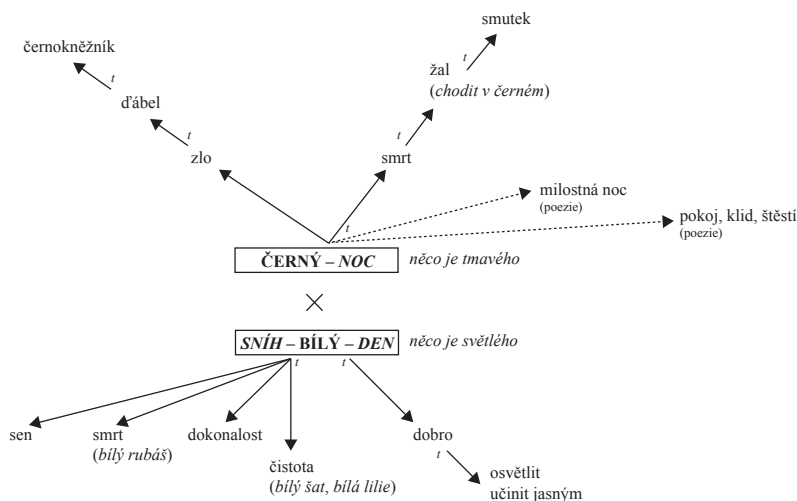 smutek
černokněžník
t
t
žal
(chodit v černém)
ďábel
t
t
zlo
smrt
milostná noc
(poezie)
pokoj, klid, štěstí
(poezie)
t
ČERNÝ – NOC
něco je tmavého
×
SNÍH – BÍLÝ – DEN
něco je světlého
t
t
sen
smrt
(bílý rubáš)
dokonalost
dobro
čistota
(bílý šat, bílá lilie)
t
osvětlit
učinit jasným